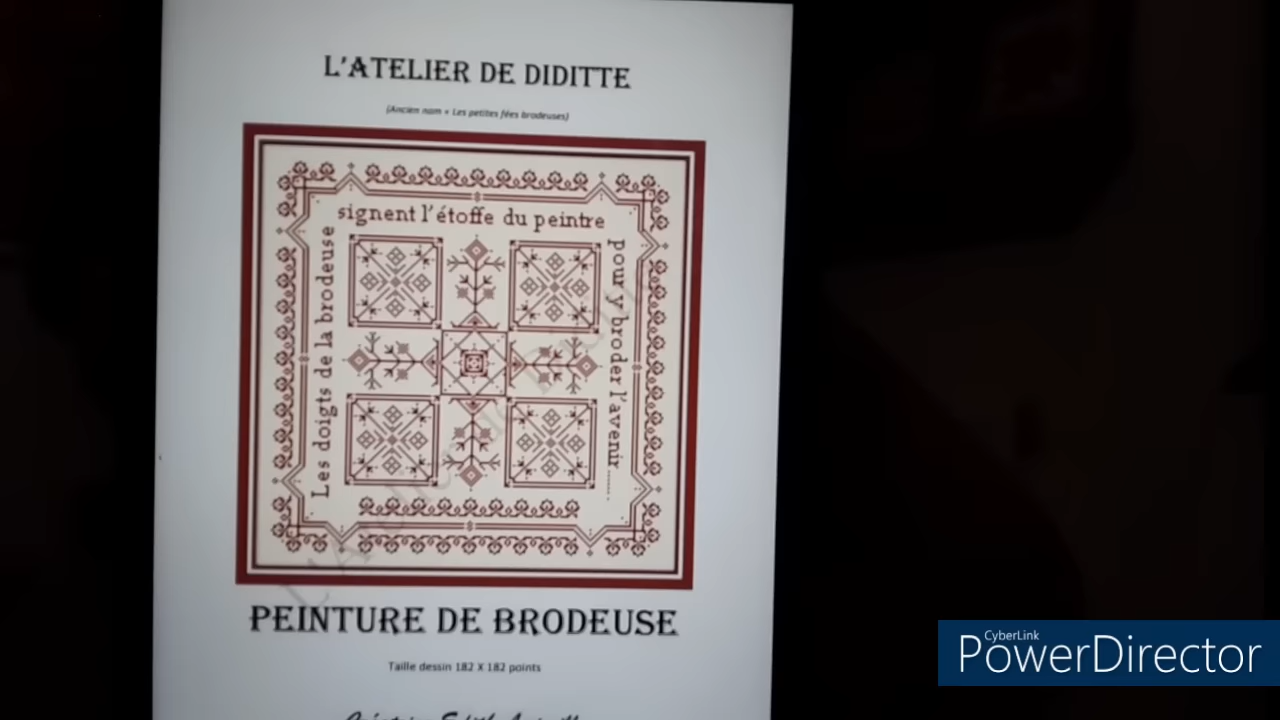 L'ATELIER DE DIDITTE
(Ancien nom « Les petites fées brodeuses)
Les doigts de la brodeuse
signent l'étoffe du peintre
pour y broder l'avenir......
PEINTURE DE BRODEUSE
Taille dessin 182 X 182 points
CyberLink
PowerDirector